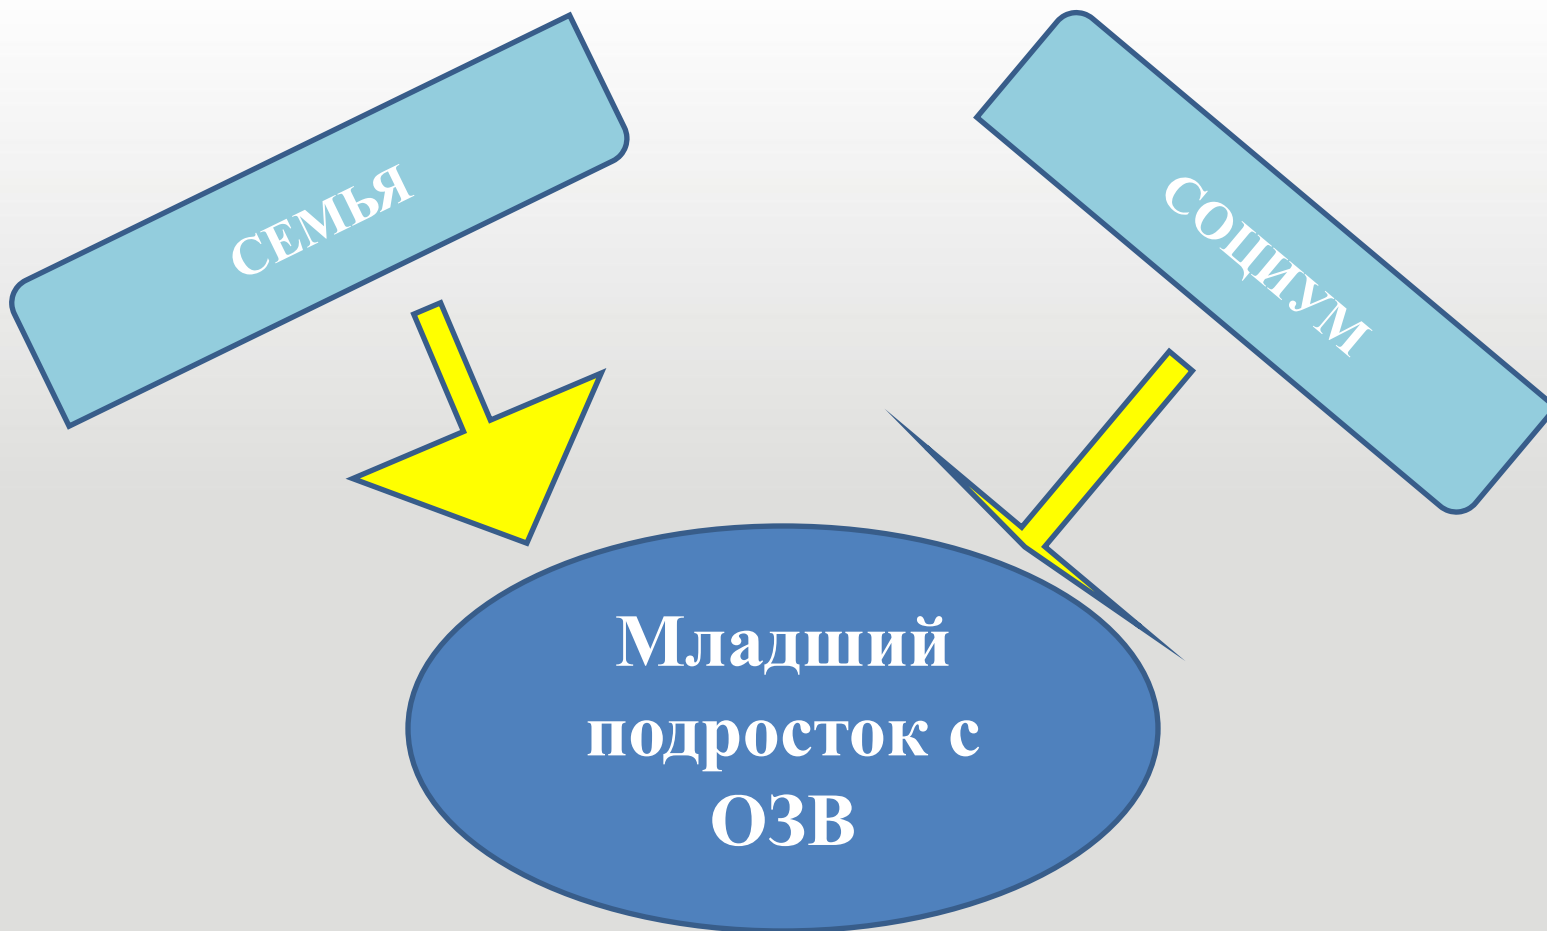 СЕМЬЯ
СОЦИУМ
Младший
подросток с
ОЗВ